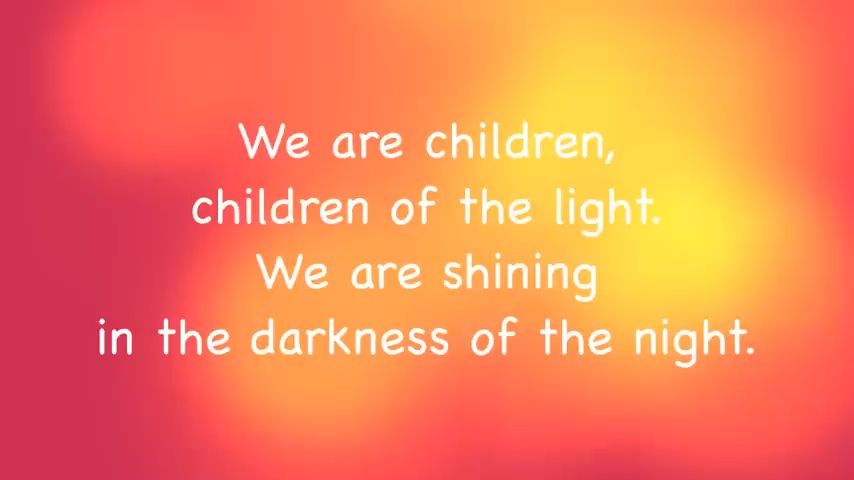 We are children,
children of the light.
We are shining
in the darkness of the night.